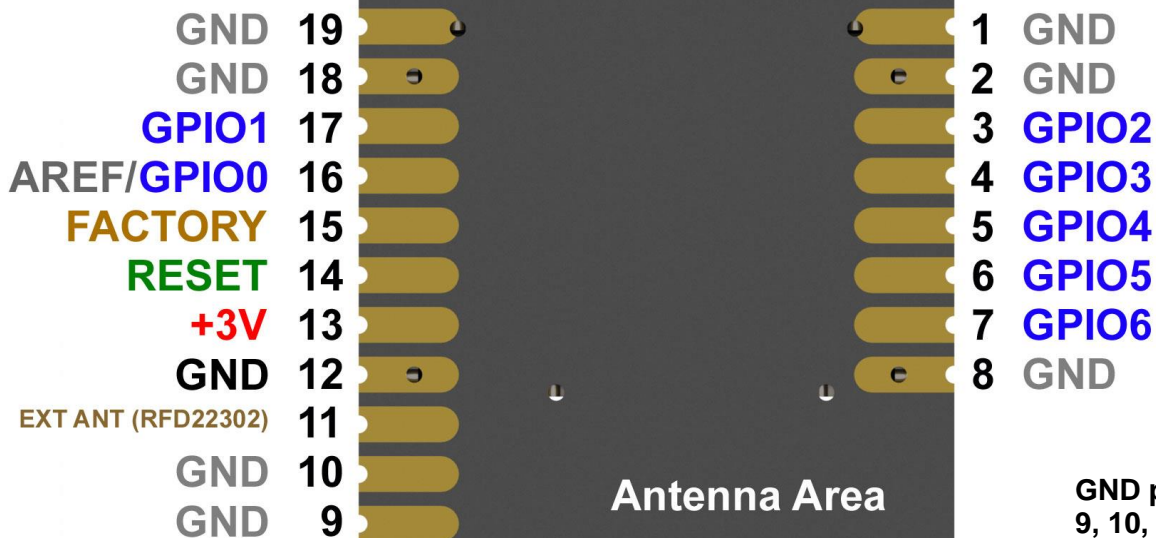 GND 19
GND 18
GPIO1 17
AREF/GPIO0 16
FACTORY 15
RESET 14
+3V 13
GND 12
EXT ANT (RFD22302) 11
GND 10
GND 9
1 GND
2 GND
3 GPIO2
4 GPIO3
5 GPIO4
6 GPIO5
7 GPIO6
8 GND
Antenna Area
GND
9, 10,